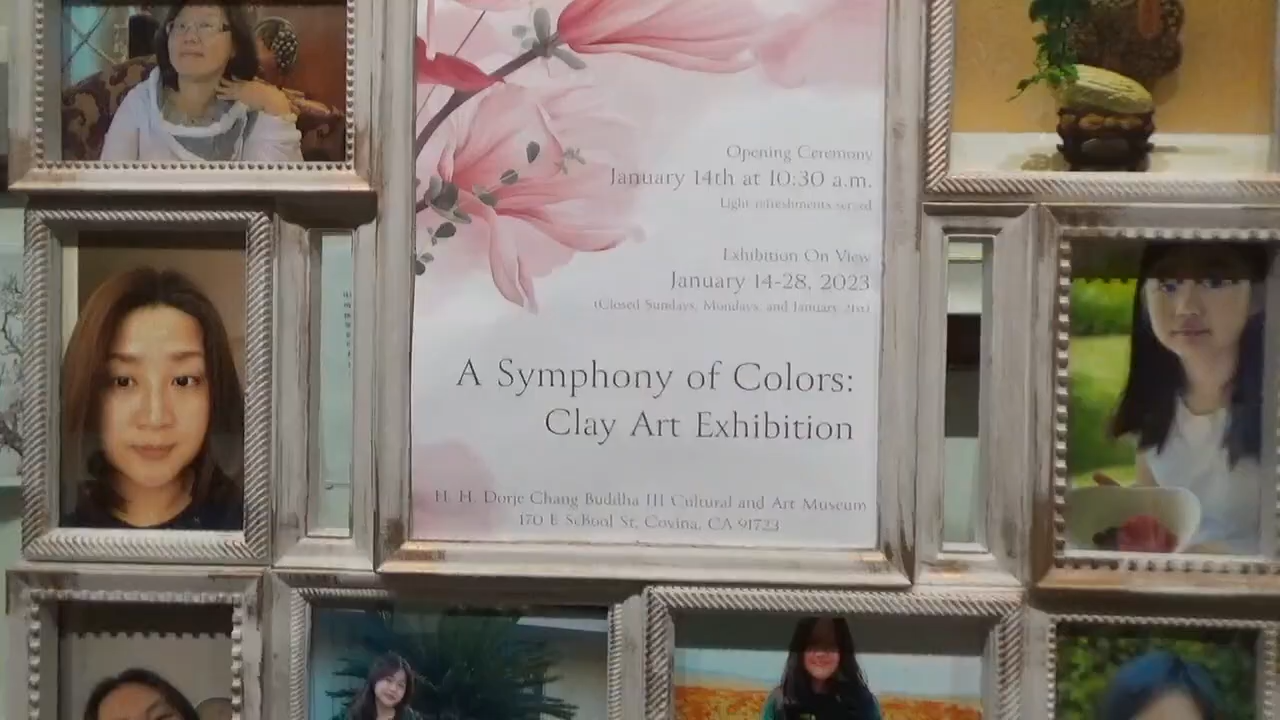 Opening Ceremony
January 14th at 10:30 a.m.
Light refreshments served
Exhibition On View
January 14-28, 2023
(Closed Sundays, Mondays, and January 21st)
A Symphony of Colors:
Clay Art Exhibition
H. H. Dorje Chang Buddha III Cultural and Art Museum
170 E School St, Covina, CA 91723